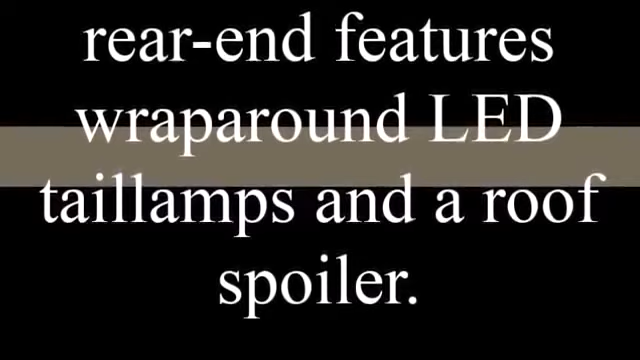 rear-end features
wraparound LED
taillamps and a roof
spoiler.